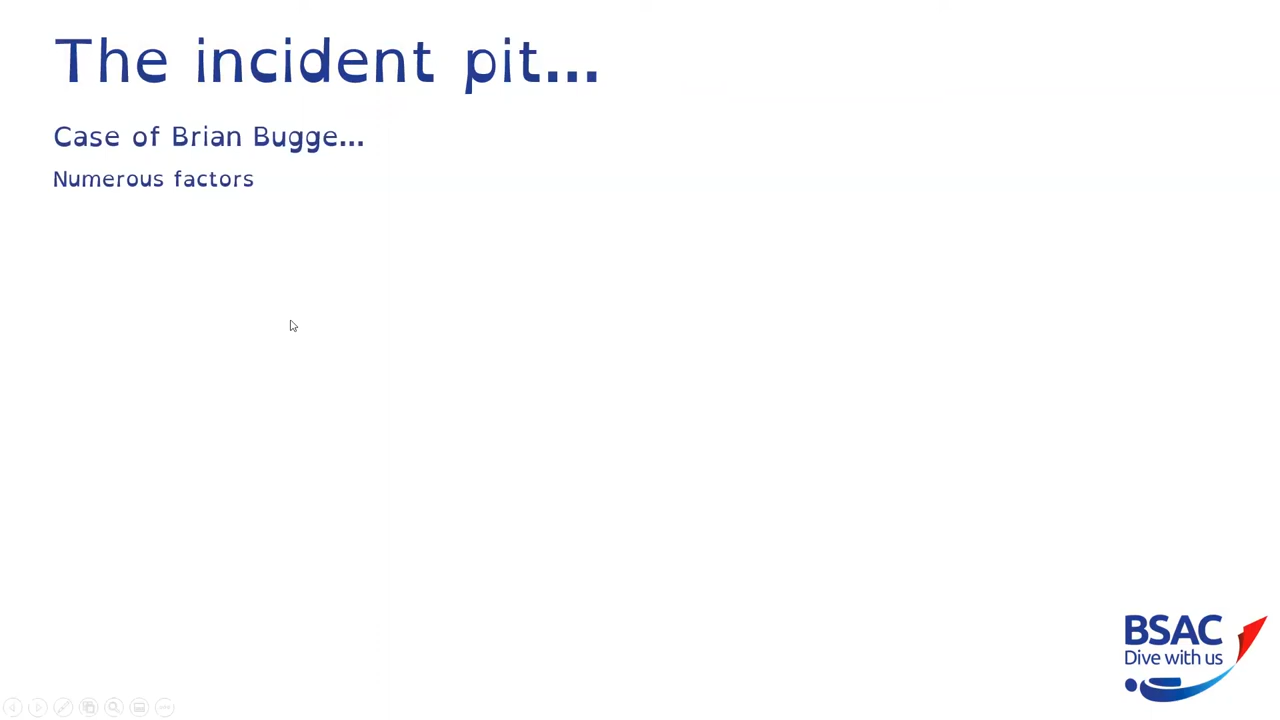 The incident pit...
Case of Brian Bugge...
Numerous factors
BSAC
Dive with us